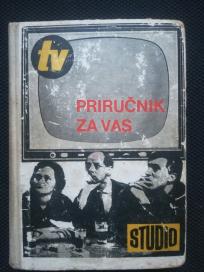 tv
PRIRUČNIK
ZA VAS
STUDIO